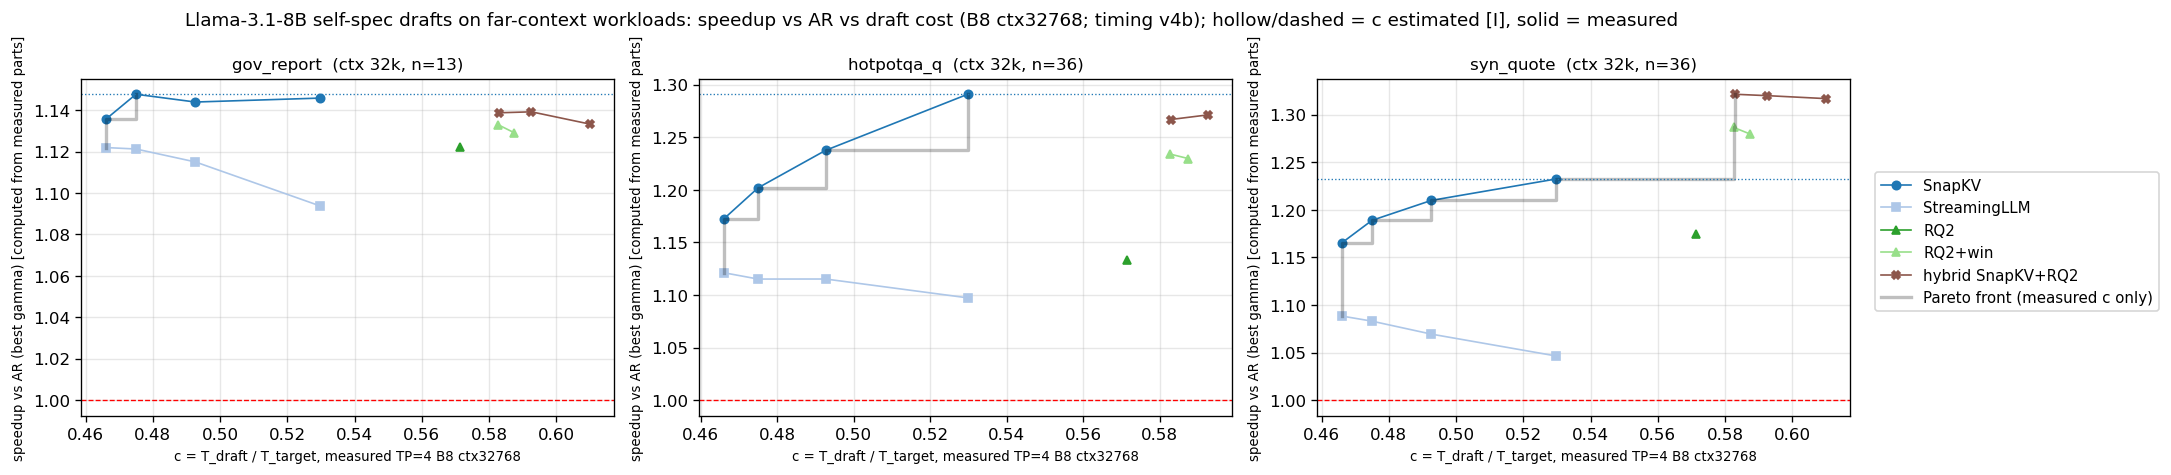 Llama-3.1-8B self-spec drafts on far-context workloads: speedup vs AR vs draft cost (B8 ctx32768; timing v4b); hollow/dashed = c estimated [I], solid = measured
gov_report  (ctx 32k, n=13)
speedup vs AR (best gamma) [computed from measured parts]
1.14
1.12
1.10
1.08
1.06
1.04
1.02
1.00
0.46 0.48 0.50 0.52 0.54 0.56 0.58 0.60
c = T_draft / T_target, measured TP=4 B8 ctx32768
hotpotqa_q  (ctx 32k, n=36)
speedup vs AR (best gamma) [computed from measured parts]
1.30
1.25
1.20
1.15
1.10
1.05
1.00
0.46 0.48 0.50 0.52 0.54 0.56 0.58
c = T_draft / T_target, measured TP=4 B8 ctx32768
syn_quote  (ctx 32k, n=36)
speedup vs AR (best gamma) [computed from measured parts]
1.30
1.25
1.20
1.15
1.10
1.05
1.00
0.46 0.48 0.50 0.52 0.54 0.56 0.58 0.60
c = T_draft / T_target, measured TP=4 B8 ctx32768
SnapKV
StreamingLLM
RQ2
RQ2+win
hybrid SnapKV+RQ2
Pareto front (measured c only)